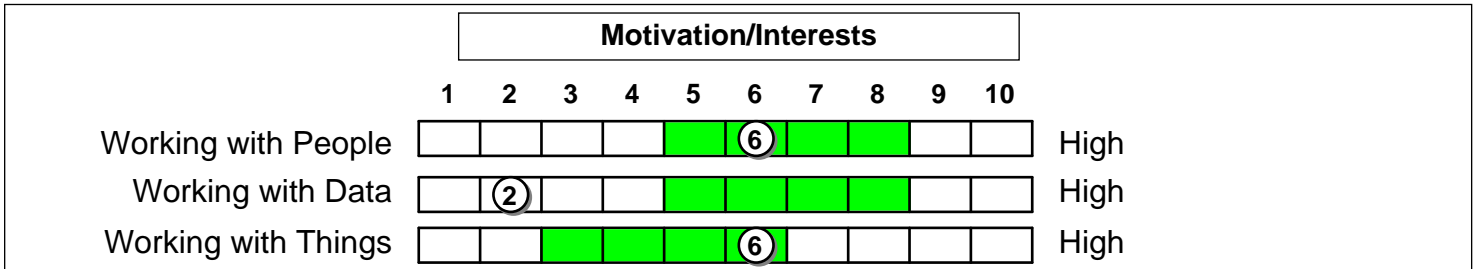 Motivation/Interests
1 2 3 4 5 6 7 8 9 10
Working with People 6 High
Working with Data 2 High
Working with Things 6 High